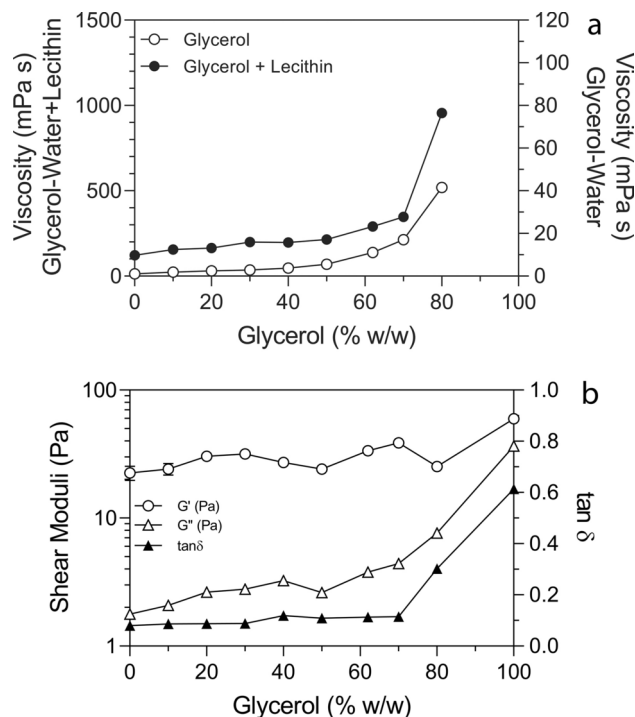 a
Viscosity (mPa s)
Glycerol-Water+Lecithin
1500
1000
500
0
Glycerol
Glycerol + Lecithin
120
100
80
60
40
20
0
Viscosity (mPa s)
Glycerol-Water
0 20 40 60 80 100
Glycerol (% w/w)
b
Shear Moduli (Pa)
100
10
1
G' (Pa)
G" (Pa)
tanδ
1.0
0.8
0.6
0.4
0.2
0.0
tan δ
0 20 40 60 80 100
Glycerol (% w/w)